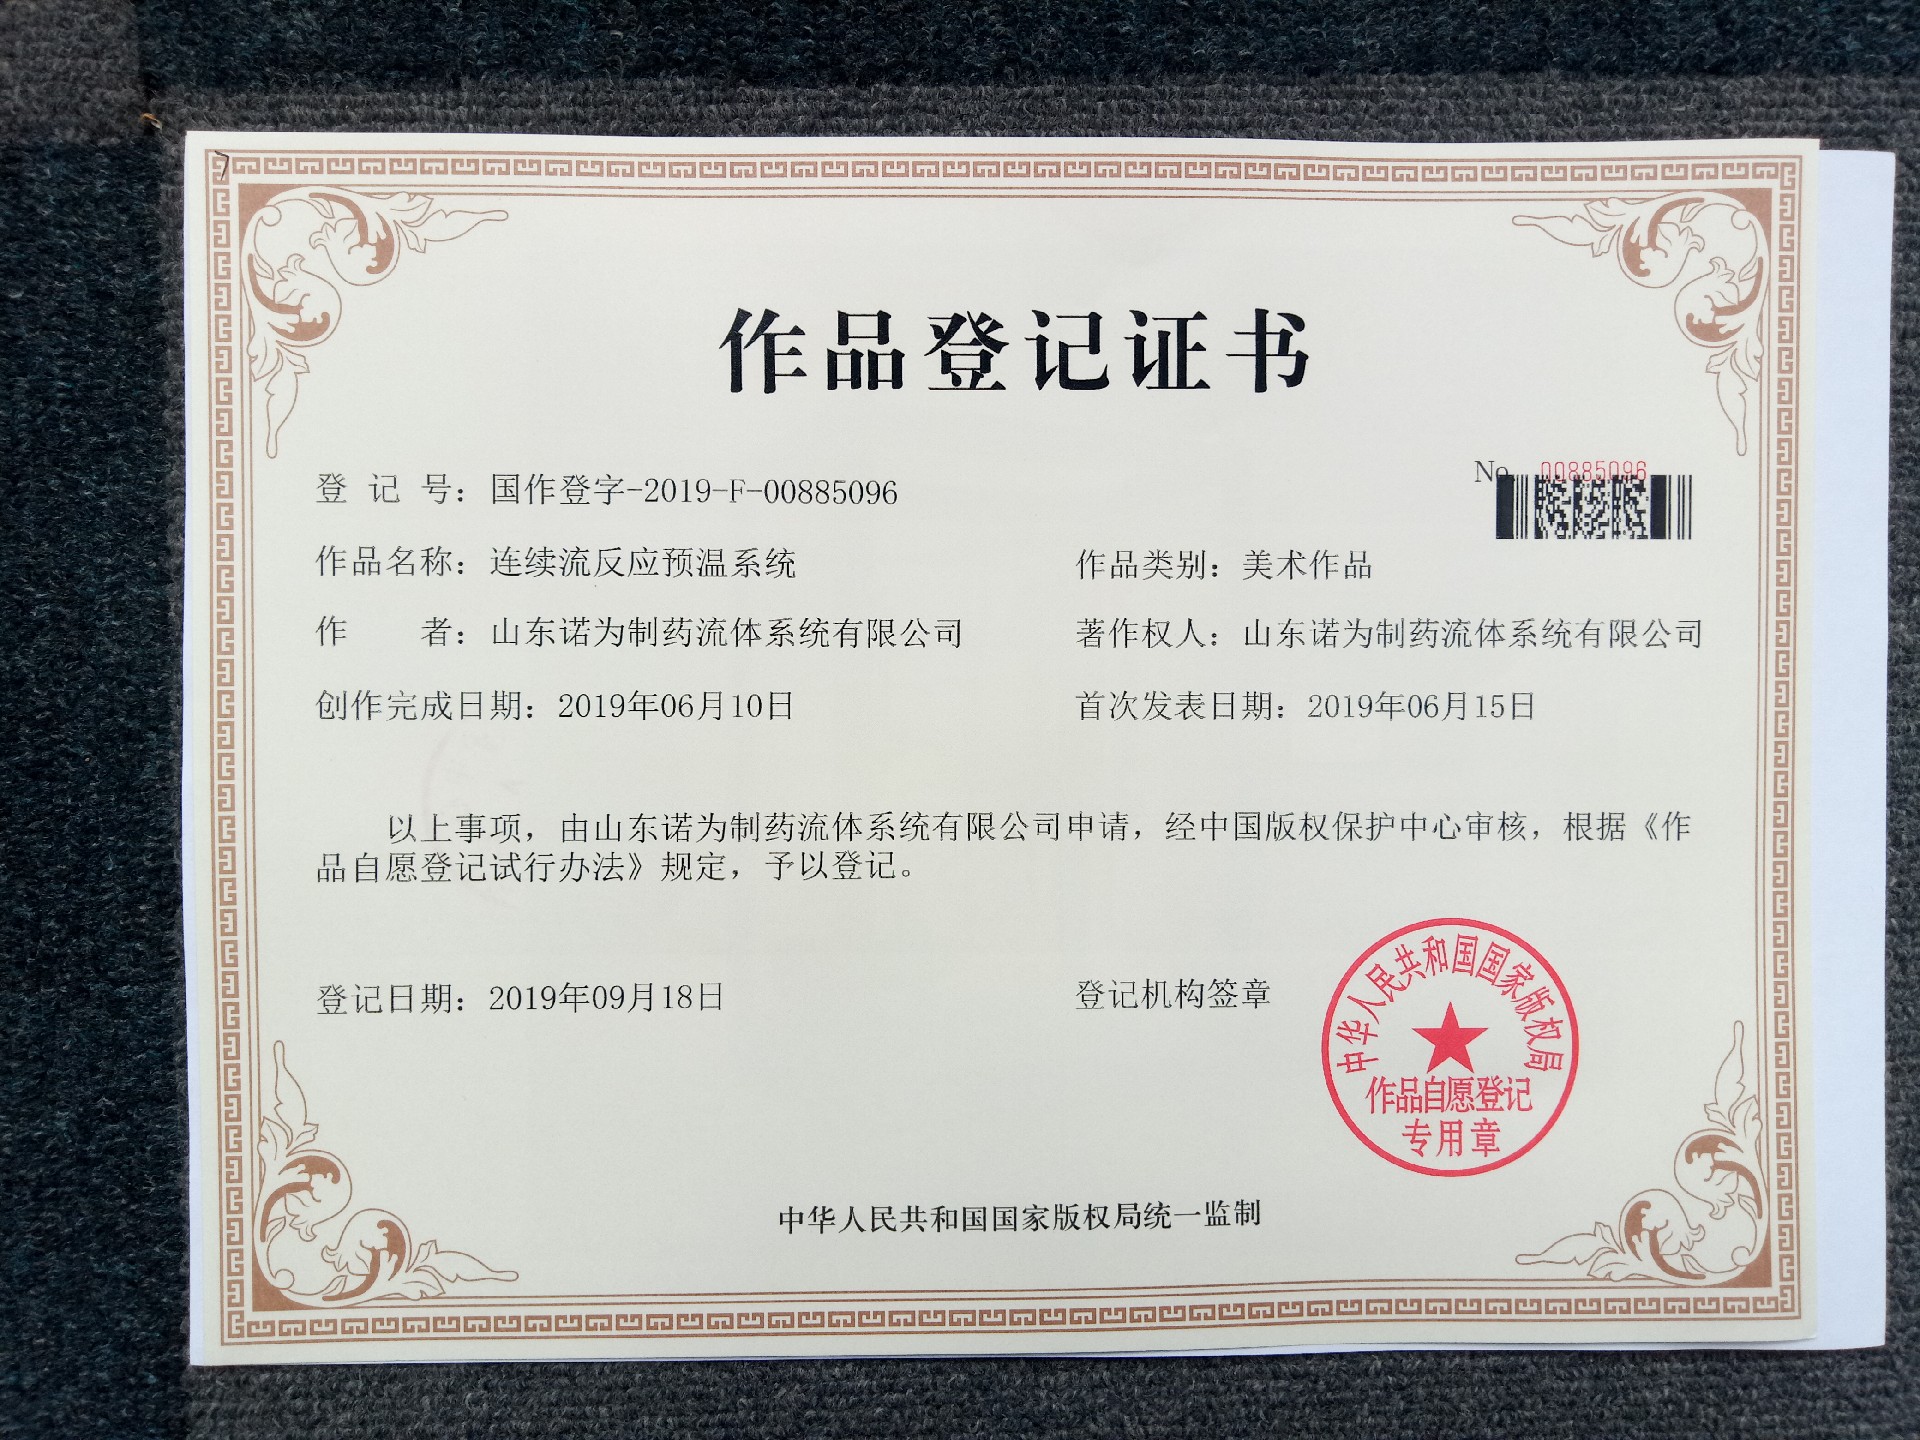 作品登记证书
No. 00885096
登 记 号：国作登字-2019-F-00885096
作品名称：连续流反应预温系统
作品类别：美术作品
作 者：山东诺为制药流体系统有限公司
著作权人：山东诺为制药流体系统有限公司
创作完成日期：2019年06月10日
首次发表日期：2019年06月15日
以上事项，由山东诺为制药流体系统有限公司申请，经中国版权保护中心审核，根据《作
品自愿登记试行办法》规定，予以登记。
登记日期：2019年09月18日
登记机构签章
中华人民共和国国家版权局
作品自愿登记
专用章
中华人民共和国国家版权局统一监制